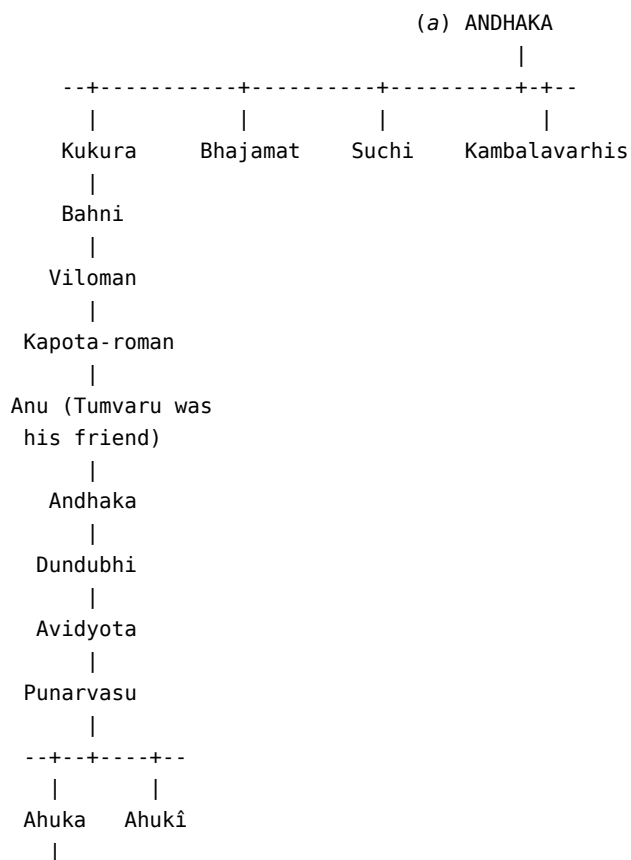 (a) ANDHAKA
|
--+-----------+----------+----------+-+--
| | | |
Kukura Bhajamat Suchi Kambalavarhis
|
Bahni
|
Viloman
|
Kapota-roman
|
Anu (Tumvaru was
his friend)
|
Andhaka
|
Dundubhi
|
Avidyota
|
Punarvasu
|
--+--+----+--
| |
Ahuka Ahukî
|